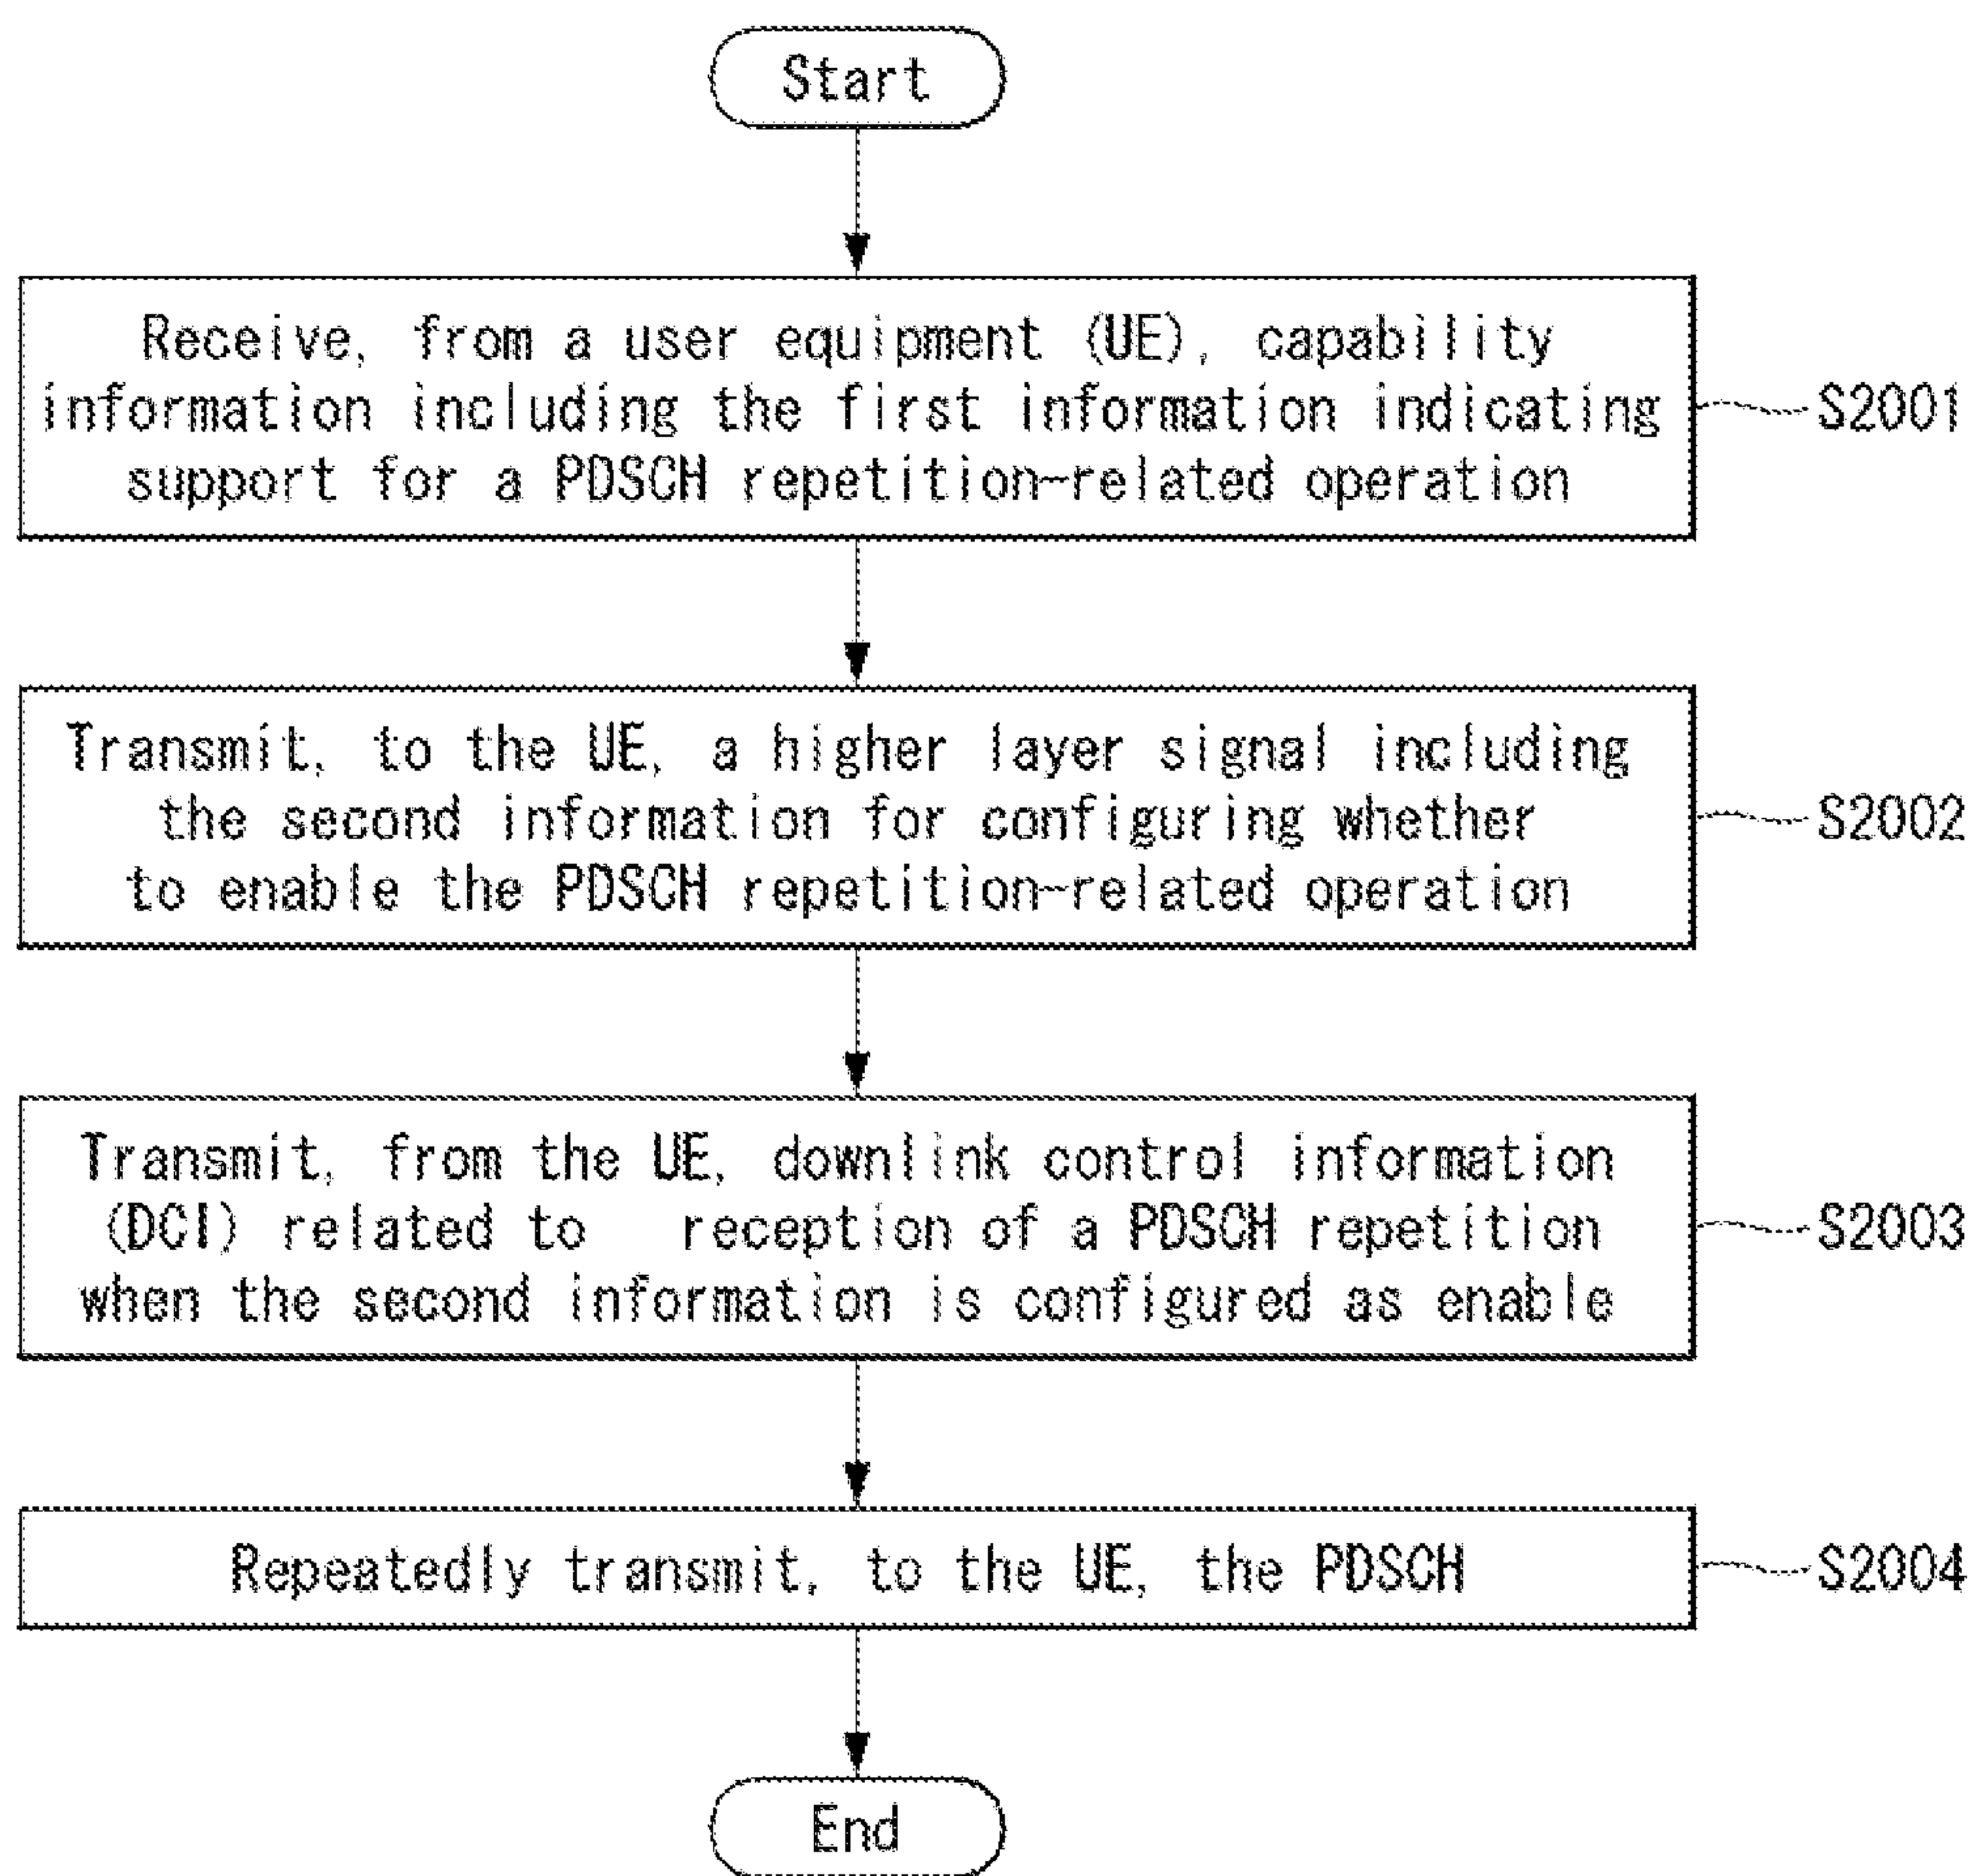 Start
Receive, from a user equipment (UE), capability
information including the first information indicating
support for a PDSCH repetition-related operation
S2001
Transmit, to the UE, a higher layer signal including
the second information for configuring whether
to enable the PDSCH repetition-related operation
S2002
Transmit, from the UE, downlink control information
(DCI) related to reception of a PDSCH repetition
when the second information is configured as enable
S2003
Repeatedly transmit, to the UE, the PDSCH
S2004
End